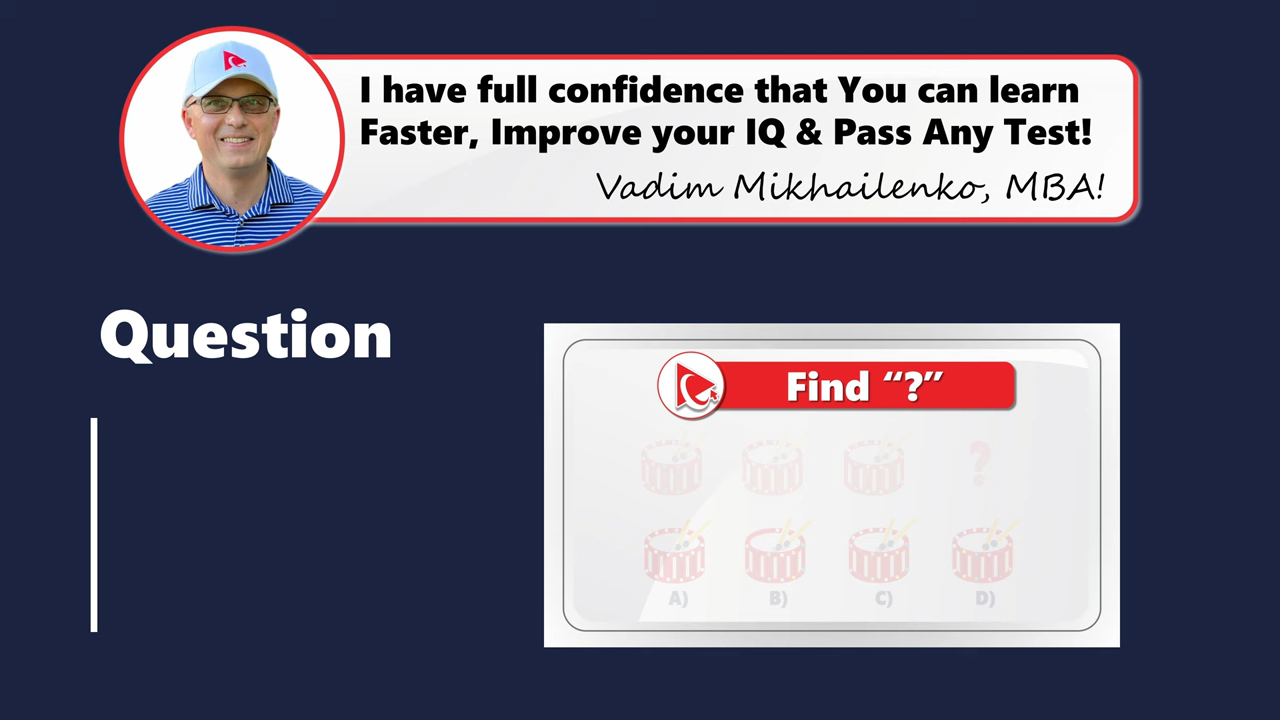 I have full confidence that You can learn
Faster, Improve your IQ & Pass Any Test!
Vadim Mikhailenko, MBA!
Question
Find “?”
?
A) B) C) D)